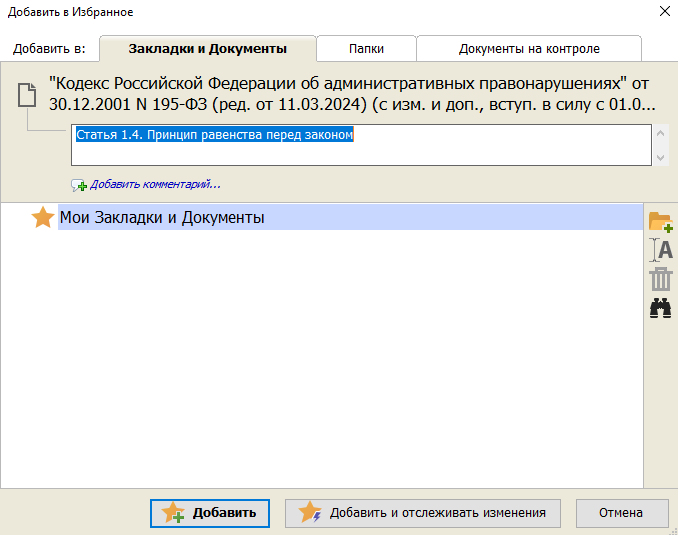 Добавить в Избранное
Добавить в: Закладки и Документы Папки Документы на контроле
"Кодекс Российской Федерации об административных правонарушениях" от
30.12.2001 N 195-ФЗ (ред. от 11.03.2024) (с изм. и доп., вступ. в силу с 01.0...
Статья 1.4. Принцип равенства перед законом
Добавить комментарий...
Мои Закладки и Документы
A
Добавить Добавить и отслеживать изменения Отмена